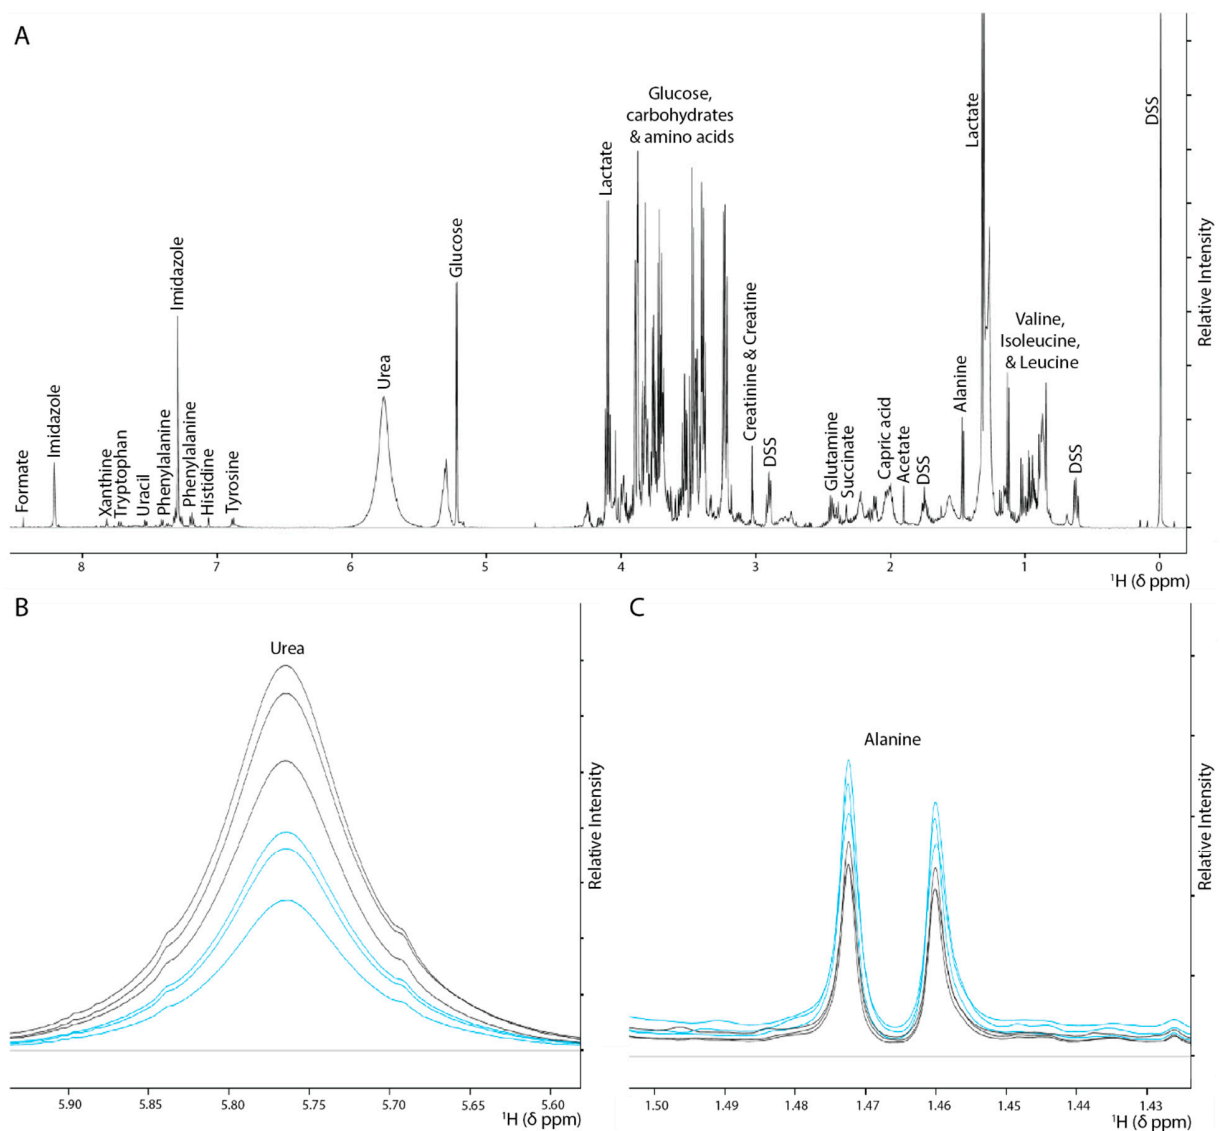 A
Formate
Imidazole
Xanthine
Tryptophan
Uracil
Phenylalanine
Imidazole
Phenylalanine
Histidine
Tyrosine
Urea
Glucose
Lactate
Glucose,
carbohydrates
& amino acids
Creatinine & Creatine
DSS
Glutamine
Succinate
Capric acid
Acetate
DSS
Alanine
Lactate
Valine,
Isoleucine,
& Leucine
DSS
DSS
Relative Intensity
8 7 6 5 4 3 2 1 0
¹H (δ ppm)
B
Urea
Relative Intensity
5.90 5.85 5.80 5.75 5.70 5.65 5.60
¹H (δ ppm)
C
Alanine
Relative Intensity
1.50 1.49 1.48 1.47 1.46 1.45 1.44 1.43
¹H (δ ppm)